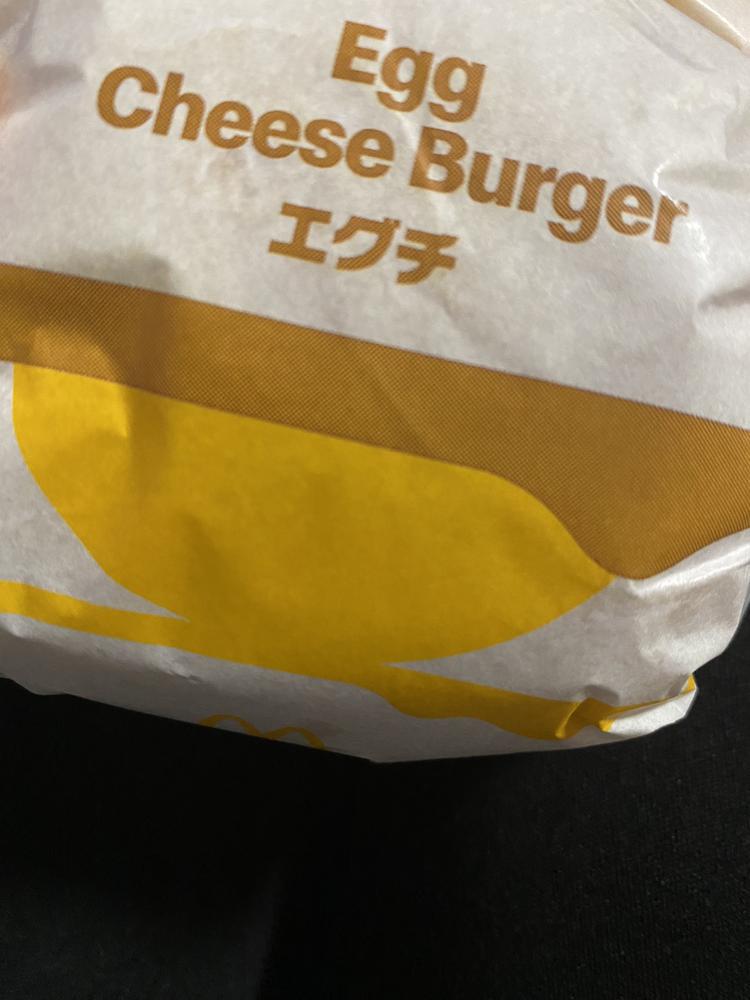 Egg
Cheese Burger
エグチ